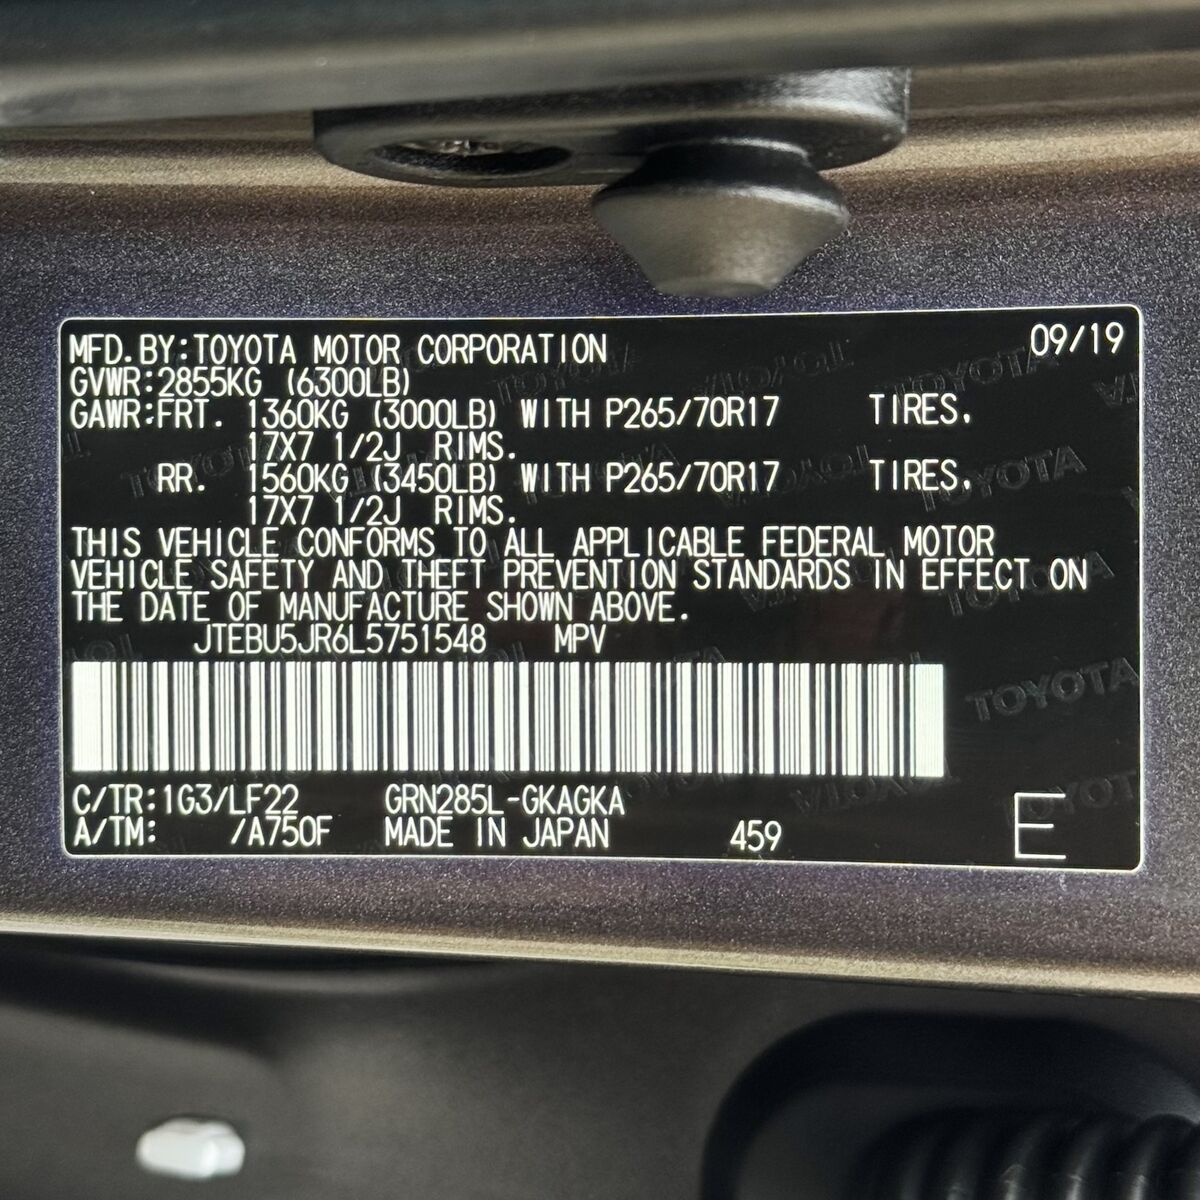 MFD.BY:TOYOTA MOTOR CORPORATION 09/19
GVWR:2855KG (6300LB)
GAWR:FRT. 1360KG (3000LB) WITH P265/70R17 TIRES.
17X7 1/2J RIMS.
RR. 1560KG (3450LB) WITH P265/70R17 TIRES.
17X7 1/2J RIMS.
THIS VEHICLE CONFORMS TO ALL APPLICABLE FEDERAL MOTOR
VEHICLE SAFETY AND THEFT PREVENTION STANDARDS IN EFFECT ON
THE DATE OF MANUFACTURE SHOWN ABOVE.
JTEBU5JR6L5751548 MPV
C/TR:1G3/LF22 GRN285L-GKAGKA
A/TM: /A750F MADE IN JAPAN 459 E